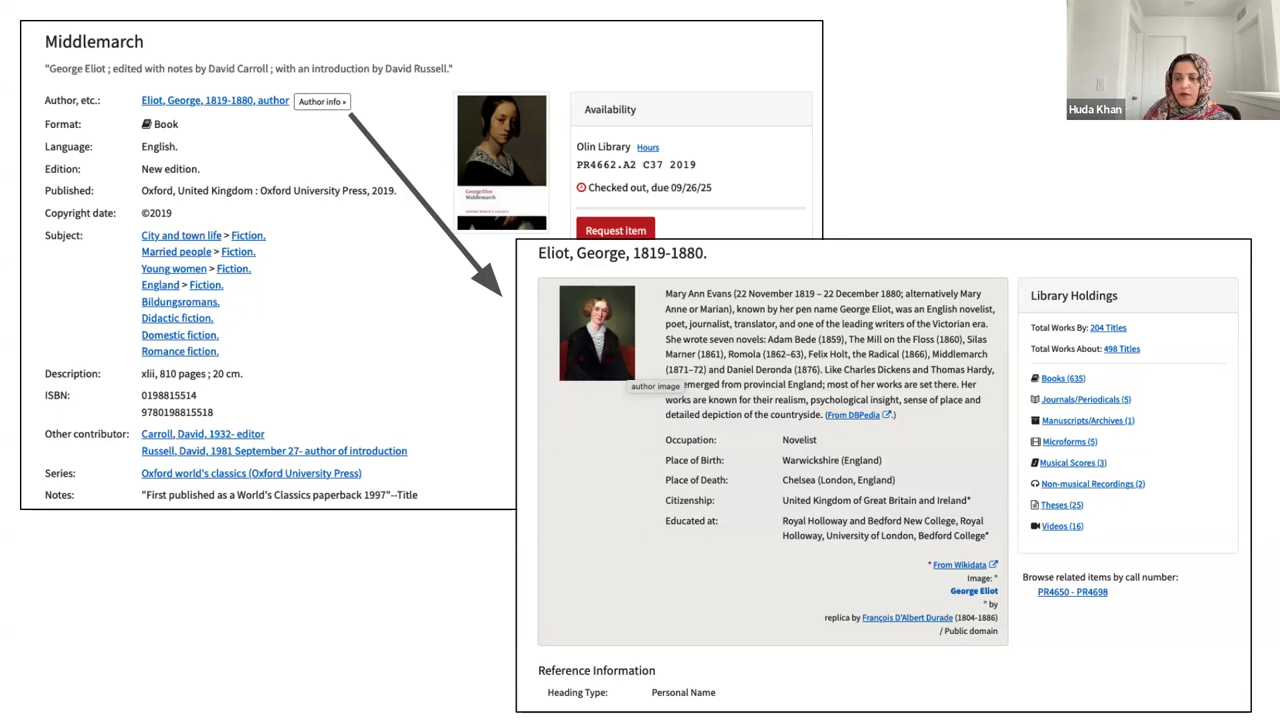 Middlemarch
"George Eliot ; edited with notes by David Carroll ; with an introduction by David Russell."
Author, etc.: Eliot, George, 1819-1880, author Author info »
Format: Book
Language: English.
Edition: New edition.
Published: Oxford, United Kingdom : Oxford University Press, 2019.
Copyright date: ©2019
Subject: City and town life > Fiction.
Married people > Fiction.
Young women > Fiction.
England > Fiction.
Bildungsromans.
Didactic fiction.
Domestic fiction.
Romance fiction.
Description: xlii, 810 pages ; 20 cm.
ISBN: 0198815514
9780198815518
Other contributor: Carroll, David, 1932- editor
Russell, David, 1981 September 27- author of introduction
Series: Oxford world's classics (Oxford University Press)
Notes: "First published as a World's Classics paperback 1997"--Title
George Eliot
Middlemarch
Availability
Olin Library Hours
PR4662.A2 C37 2019
Checked out, due 09/26/25
Request item
Huda Khan
Eliot, George, 1819-1880.
Mary Ann Evans (22 November 1819 – 22 December 1880; alternatively Mary
Anne or Marian), known by her pen name George Eliot, was an English novelist,
poet, journalist, translator, and one of the leading writers of the Victorian era.
She wrote seven novels: Adam Bede (1859), The Mill on the Floss (1860), Silas
Marner (1861), Romola (1862–63), Felix Holt, the Radical (1866), Middlemarch
(1871–72) and Daniel Deronda (1876). Like Charles Dickens and Thomas Hardy,
emerged from provincial England; most of her works are set there. Her
works are known for their realism, psychological insight, sense of place and
detailed depiction of the countryside. (From DBPedia .)
author image
Occupation: Novelist
Place of Birth: Warwickshire (England)
Place of Death: Chelsea (London, England)
Citizenship: United Kingdom of Great Britain and Ireland*
Educated at: Royal Holloway and Bedford New College, Royal
Holloway, University of London, Bedford College*
* From Wikidata
Image: "
George Eliot
" by
replica by François D'Albert Durade (1804-1886)
/ Public domain
Library Holdings
Total Works By: 204 Titles
Total Works About: 498 Titles
Books (635)
Journals/Periodicals (5)
Manuscripts/Archives (1)
Microforms (5)
Musical Scores (3)
Non-musical Recordings (2)
Theses (25)
Videos (16)
Browse related items by call number:
PR4650 - PR4698
Reference Information
Heading Type: Personal Name